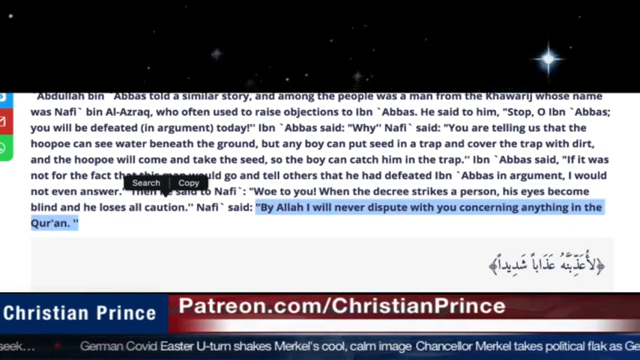 `Abdullah bin `Abbas told a similar story, and among the people was a man from the Khawarij whose name
was Nafi` bin Al-Azraq, who often used to raise objections to Ibn `Abbas. He said to him, "Stop, O Ibn `Abbas;
you will be defeated (in argument) today!'' Ibn `Abbas said: "Why'' Nafi` said: "You are telling us that the
hoopoe can see water beneath the ground, but any boy can put seed in a trap and cover the trap with dirt,
and the hoopoe will come and take the seed, so the boy can catch him in the trap.'' Ibn `Abbas said, "If it was
not for the fact that this man would go and tell others that he had defeated Ibn `Abbas in argument, I would
not even answer.'' Then he said to Nafi`: "Woe to you! When the decree strikes a person, his eyes become
Search Copy
blind and he loses all caution.'' Nafi` said: "By Allah I will never dispute with you concerning anything in the
Qur'an. ''
﴿لأُعَذِّبَنَّهُ عَذَاباً شَدِيداً﴾
Christian Prince
Patreon.com/ChristianPrince
seek... German Covid Easter U-turn shakes Merkel's cool, calm image Chancellor Merkel takes political flak as Ge